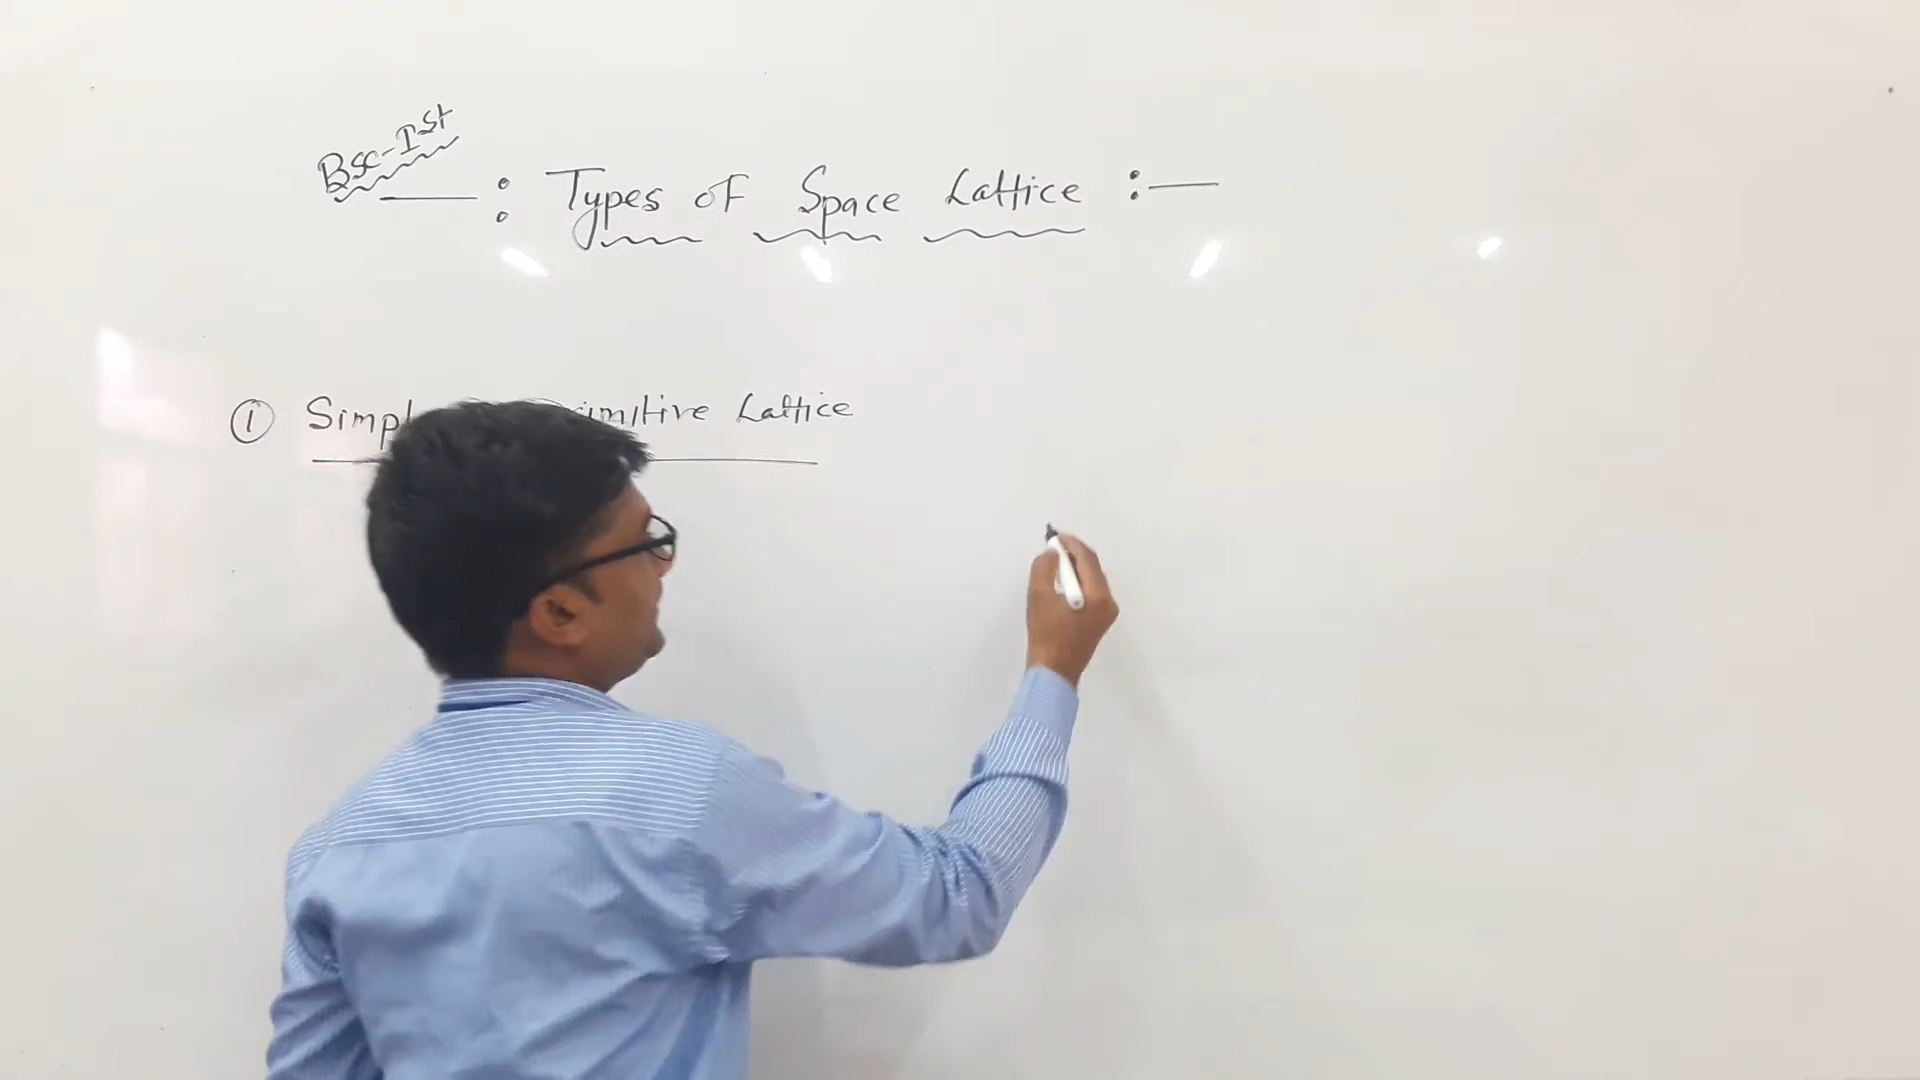 Bsc-Ist
: Types of Space Lattice :-
① Simpl imitive Lattice